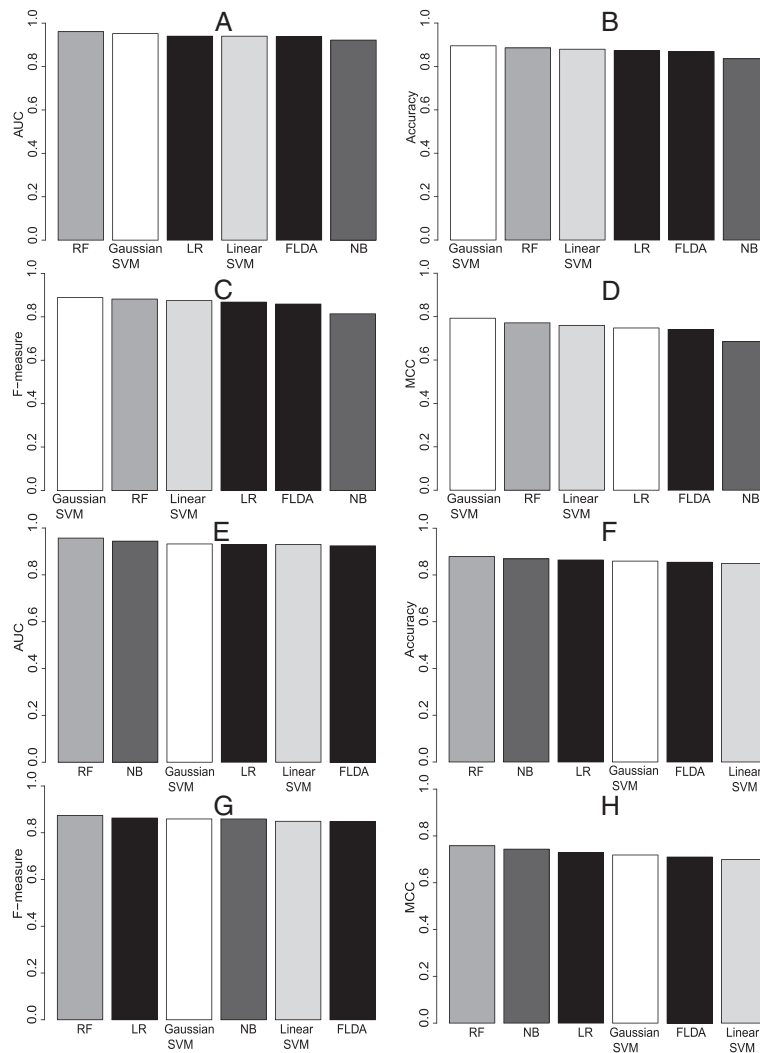 A
1.0
0.8
0.6
0.4
0.2
0.0
AUC
RF Gaussian SVM LR Linear SVM FLDA NB
B
1.0
0.8
0.6
0.4
0.2
0.0
Accuracy
Gaussian SVM RF Linear SVM LR FLDA NB
C
1.0
0.8
0.6
0.4
0.2
0.0
F-measure
Gaussian SVM RF Linear SVM LR FLDA NB
D
1.0
0.8
0.6
0.4
0.2
0.0
MCC
Gaussian SVM RF Linear SVM LR FLDA NB
E
1.0
0.8
0.6
0.4
0.2
0.0
AUC
RF NB Gaussian SVM LR Linear SVM FLDA
F
1.0
0.8
0.6
0.4
0.2
0.0
Accuracy
RF NB LR Gaussian SVM FLDA Linear SVM
G
1.0
0.8
0.6
0.4
0.2
0.0
F-measure
RF LR Gaussian SVM NB Linear SVM FLDA
H
1.0
0.8
0.6
0.4
0.2
0.0
MCC
RF NB LR Gaussian SVM FLDA Linear SVM